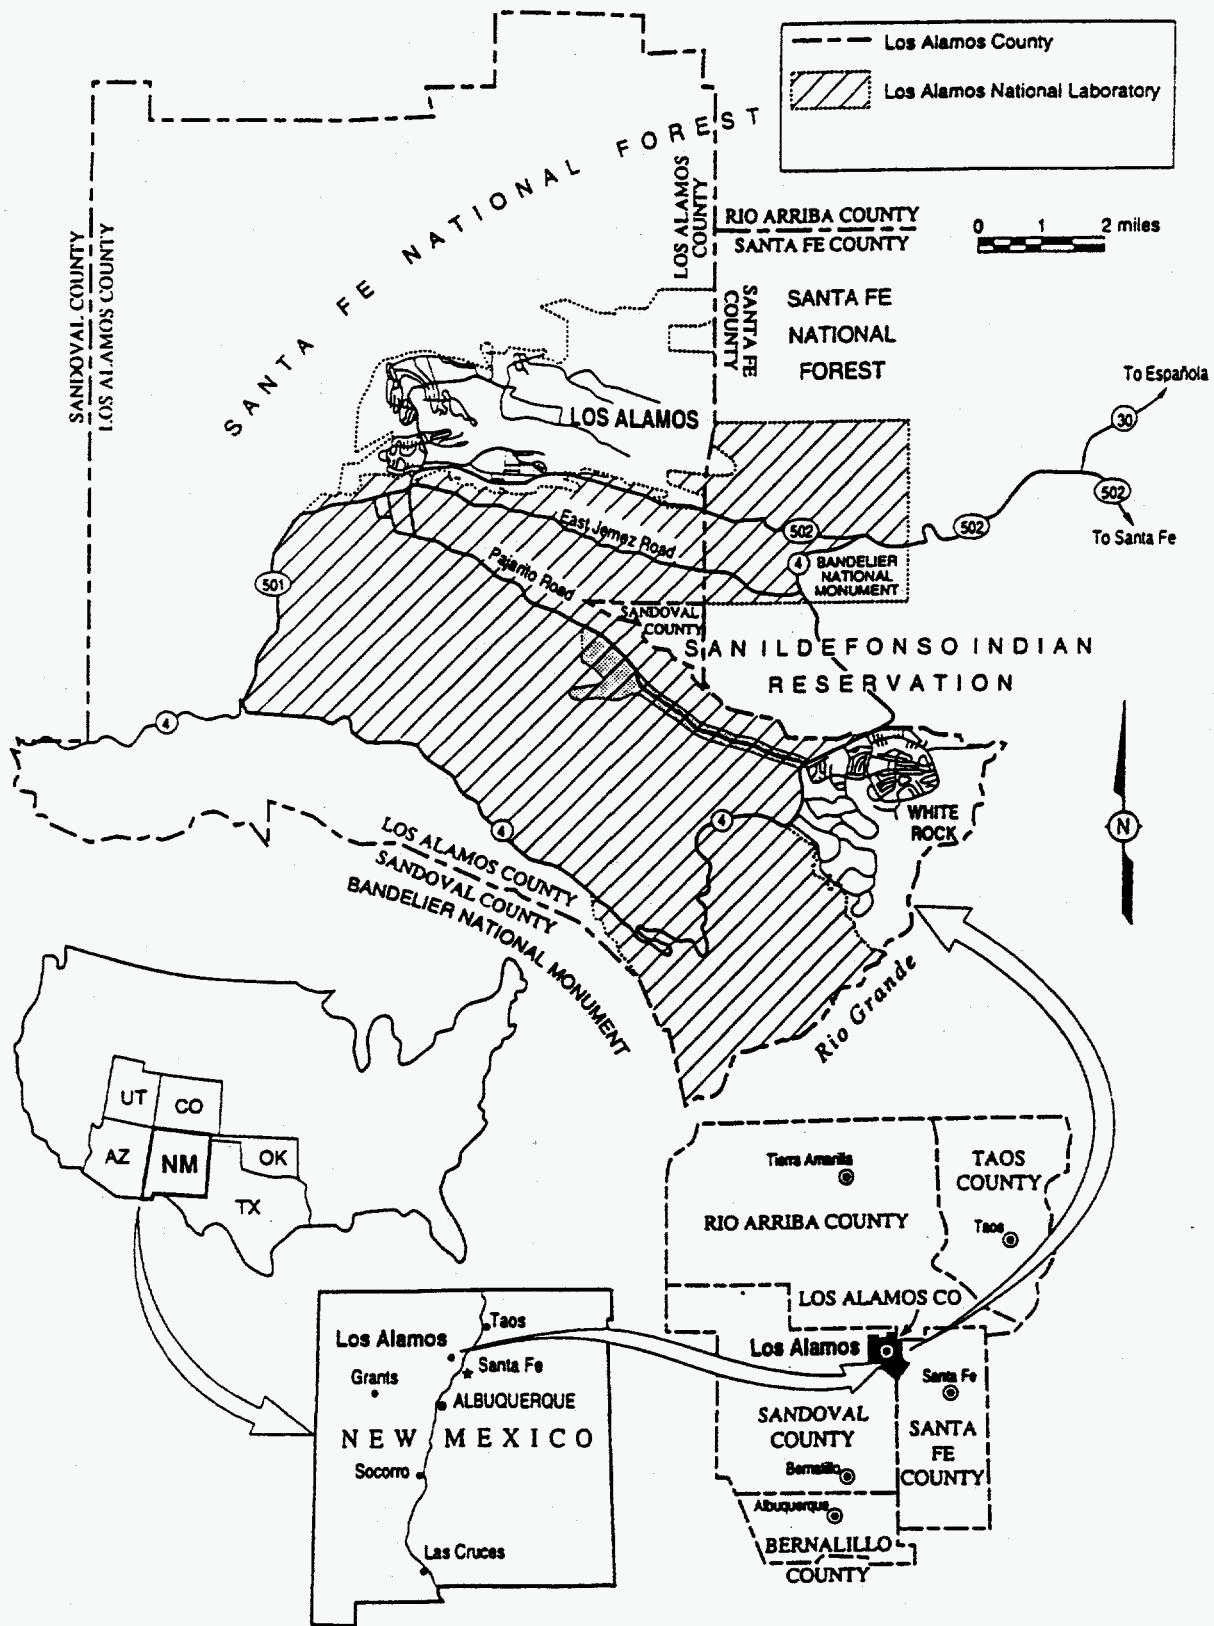 Los Alamos County
Los Alamos National Laboratory
SANTA FE NATIONAL FOREST
SANDOVAL COUNTY
LOS ALAMOS COUNTY
LOS ALAMOS
COUNTY
RIO ARRIBA COUNTY
SANTA FE COUNTY
0 1 2 miles
SANTA FE
COUNTY
SANTA FE
NATIONAL
FOREST
To Española
30
LOS ALAMOS
502
To Santa Fe
502
502
East Jemez Road
4
BANDELIER
NATIONAL
MONUMENT
501
Pajarito Road
SANDOVAL
COUNTY
SAN ILDEFONSO INDIAN
RESERVATION
4
WHITE
ROCK
N
4
4
LOS ALAMOS COUNTY
SANDOVAL COUNTY
BANDELIER NATIONAL MONUMENT
Rio Grande
UT
CO
AZ
NM
OK
TX
Tierra Amarilla
TAOS
COUNTY
RIO ARRIBA COUNTY
Taos
LOS ALAMOS CO
Los Alamos
Santa Fe
SANDOVAL
COUNTY
SANTA
FE
COUNTY
Bernalillo
Albuquerque
BERNALILLO
COUNTY
Taos
Los Alamos
Santa Fe
Grants
ALBUQUERQUE
NEW MEXICO
Socorro
Las Cruces